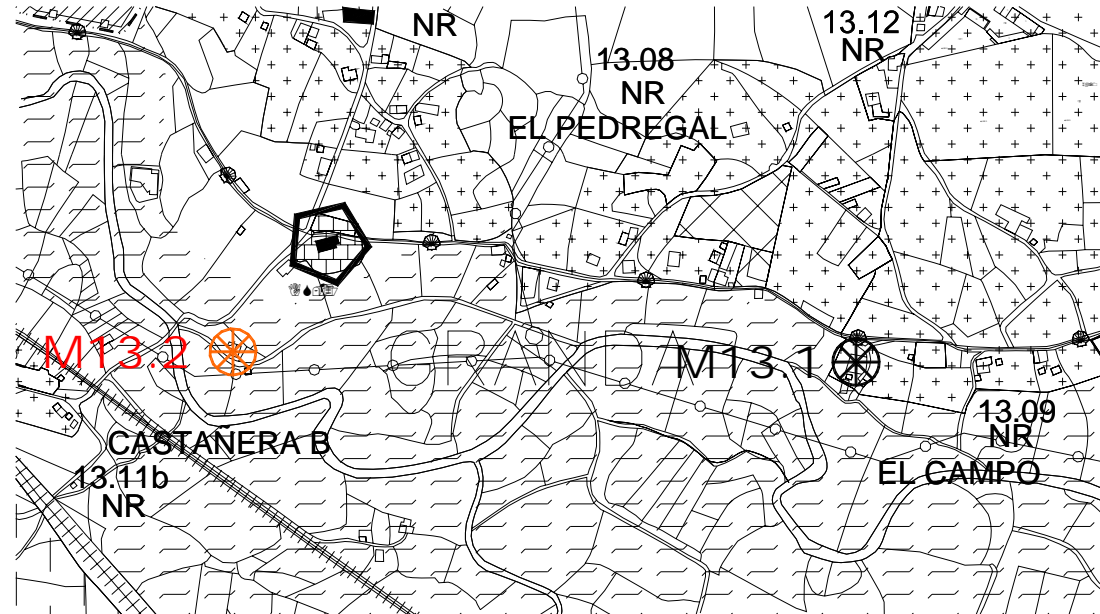 NR
13.12
NR
13.08
NR
EL PEDREGAL
M13.2
GRANDA
M13.1
13.09
NR
CASTAÑERA B
13.11b
NR
EL CAMPO